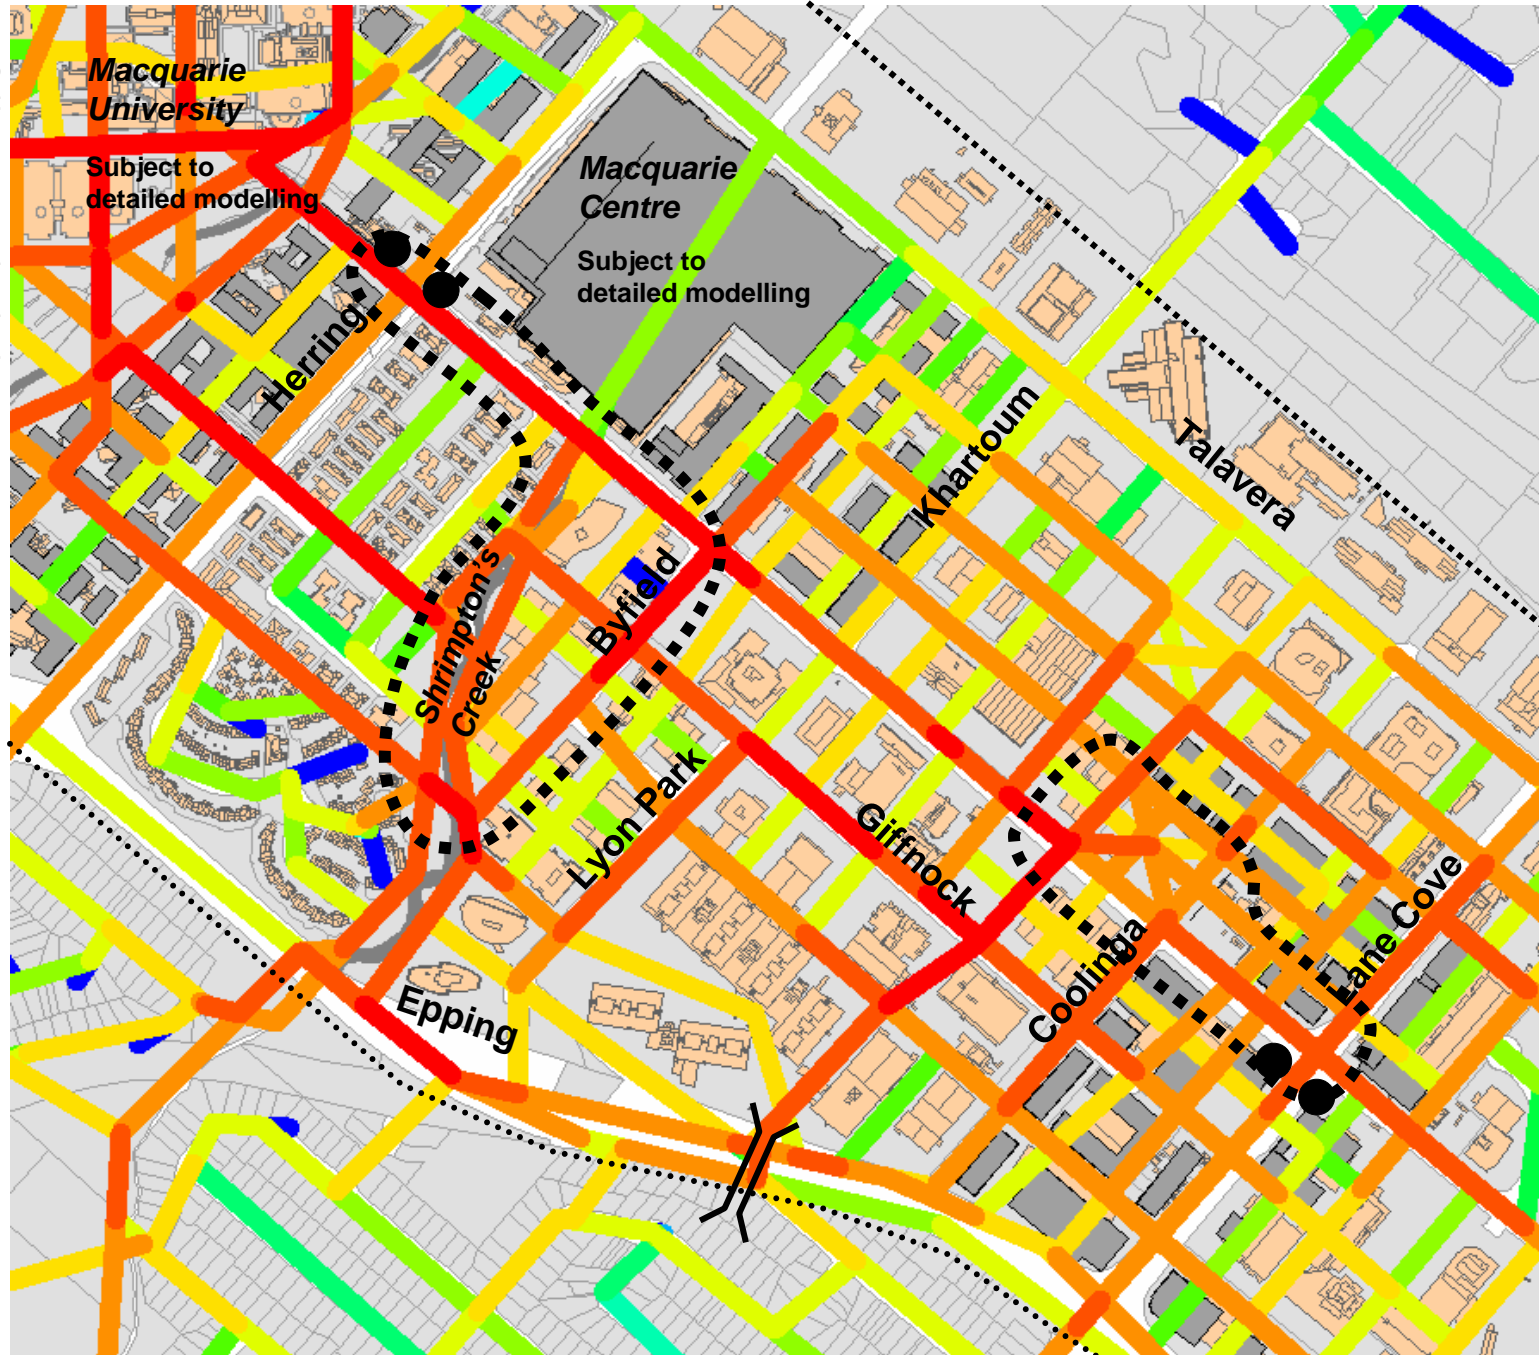 Macquarie
University
Subject to
detailed modelling
Macquarie
Centre
Subject to
detailed modelling
Herring
Khartoum
Talavera
Byfield
Shrimpton's
Creek
Lyon Park
Giffnock
Coolinga
Lane Cove
Epping